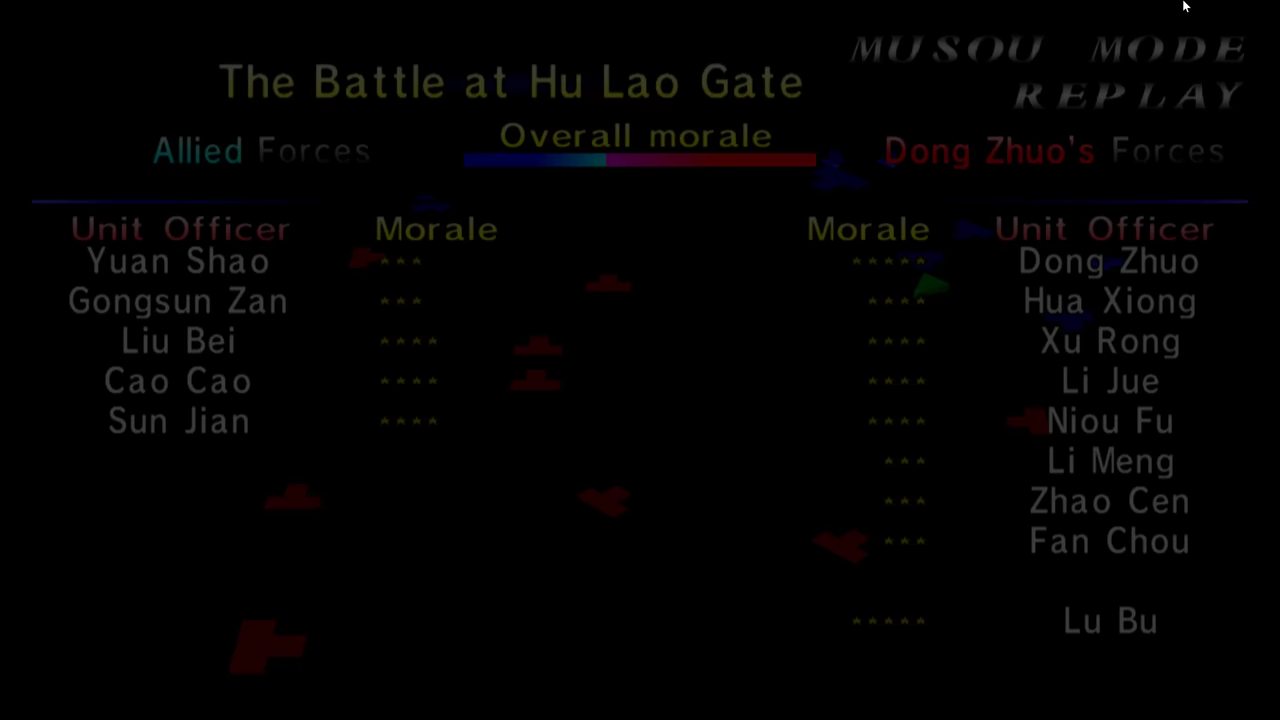 MUSOU MODE
REPLAY
The Battle at Hu Lao Gate
Overall morale
Allied Forces
Dong Zhuo's Forces
Unit Officer Morale Morale Unit Officer
Yuan Shao *** ***** Dong Zhuo
Gongsun Zan *** **** Hua Xiong
Liu Bei **** **** Xu Rong
Cao Cao **** **** Li Jue
Sun Jian **** **** Niou Fu
*** Li Meng
*** Zhao Cen
*** Fan Chou
***** Lu Bu